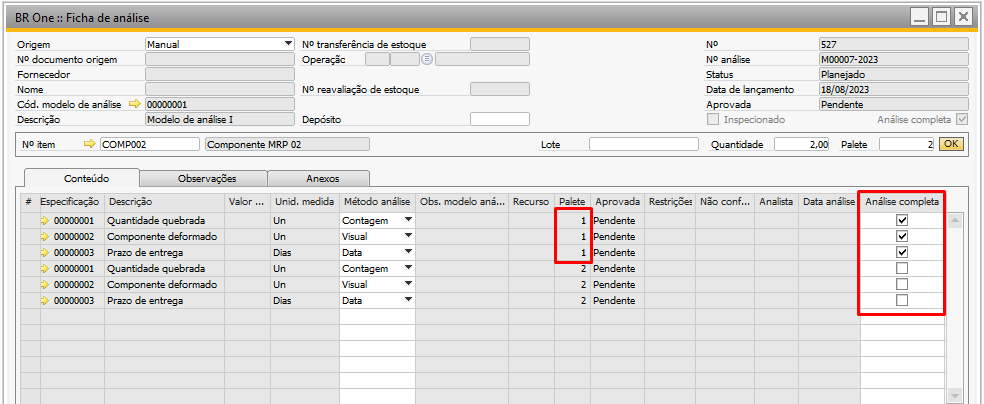 BR One :: Ficha de análise
Origem Manual Nº transferência de estoque Nº 527
Nº documento origem Operação Nº análise M00007-2023
Fornecedor Status Planejado
Nome Nº reavaliação de estoque Data de lançamento 18/08/2023
Cód. modelo de análise 00000001 Aprovada Pendente
Descrição Modelo de análise I Depósito Inspecionado Análise completa
Nº item COMP002 Componente MRP 02 Lote Quantidade 2,00 Palete 2 OK
Conteúdo Observações Anexos
# Especificação Descrição Valor ... Unid. medida Método análise Obs. modelo aná... Recurso Palete Aprovada Restrições Não conf... Analista Data análise Análise completa
00000001 Quantidade quebrada Un Contagem 1 Pendente
00000002 Componente deformado Un Visual 1 Pendente
00000003 Prazo de entrega Dias Data 1 Pendente
00000001 Quantidade quebrada Un Contagem 2 Pendente
00000002 Componente deformado Un Visual 2 Pendente
00000003 Prazo de entrega Dias Data 2 Pendente